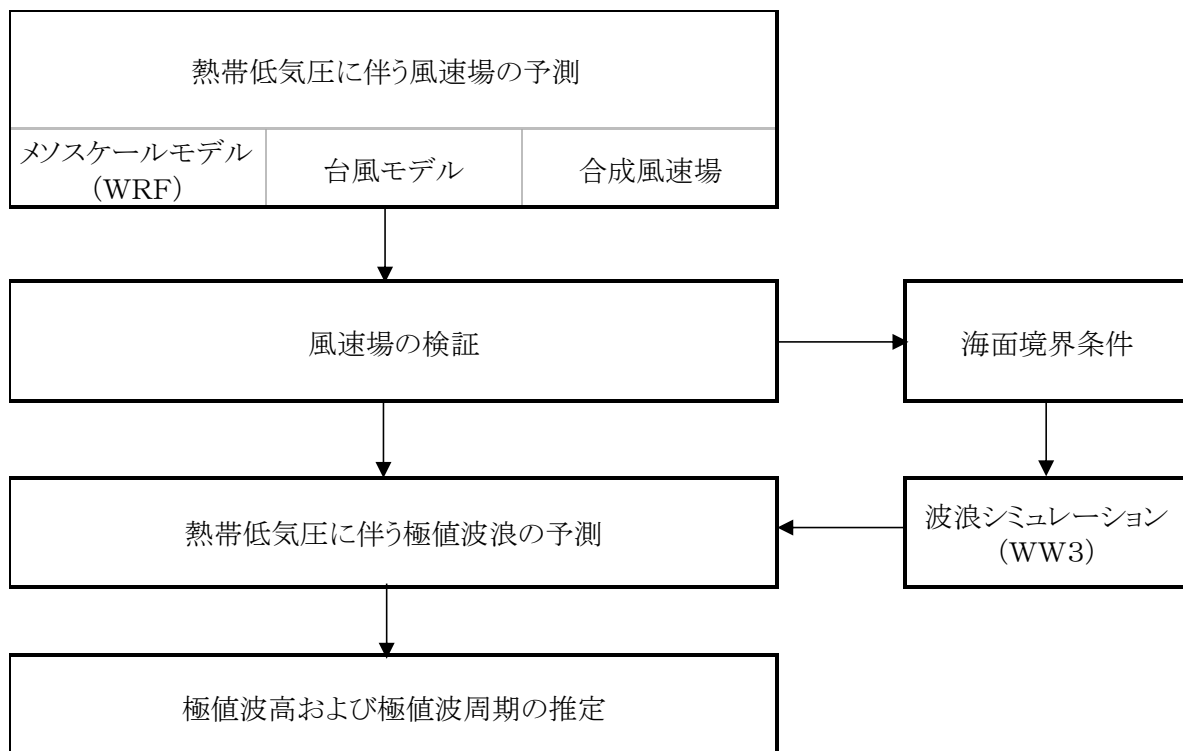 熱帯低気圧に伴う風速場の予測
メソスケールモデル
(WRF)
台風モデル
合成風速場
風速場の検証
海面境界条件
熱帯低気圧に伴う極値波浪の予測
波浪シミュレーション
(WW3)
極値波高および極値波周期の推定